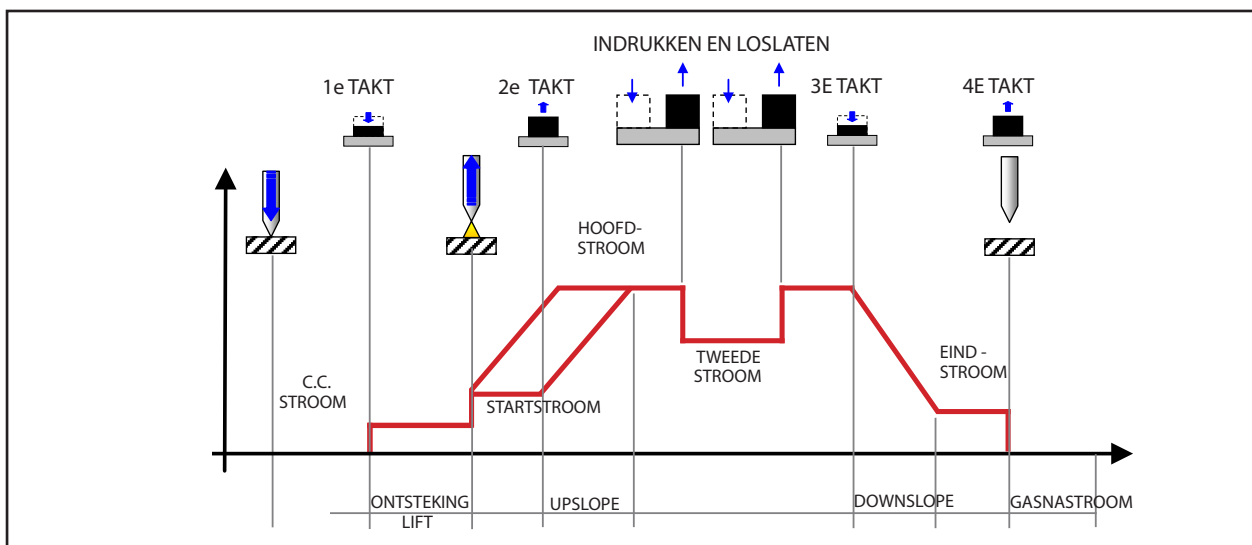 INDRUKKEN EN LOSLATEN
1e TAKT
2e TAKT
3E TAKT
4E TAKT
HOOFD-
STROOM
C.C.
STROOM
STARTSTROOM
TWEEDE
STROOM
EIND -
STROOM
ONTSTEKING
LIFT
UPSLOPE
DOWNSLOPE
GASNASTROOM